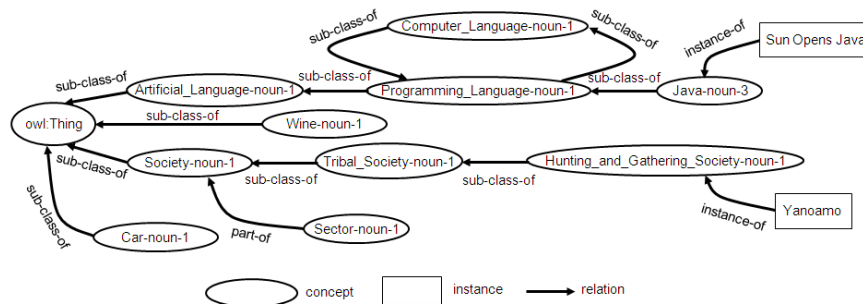 Computer_Language-noun-1
sub-class-of
sub-class-of
instance-of
Sun Opens Java
sub-class-of
Artificial_Language-noun-1
sub-class-of
Programming_Language-noun-1
sub-class-of
Java-noun-3
owl:Thing
sub-class-of
Wine-noun-1
sub-class-of
Society-noun-1
sub-class-of
Tribal_Society-noun-1
sub-class-of
Hunting_and_Gathering_Society-noun-1
sub-class-of
Car-noun-1
part-of
Sector-noun-1
instance-of
Yanoamo
concept
instance
relation